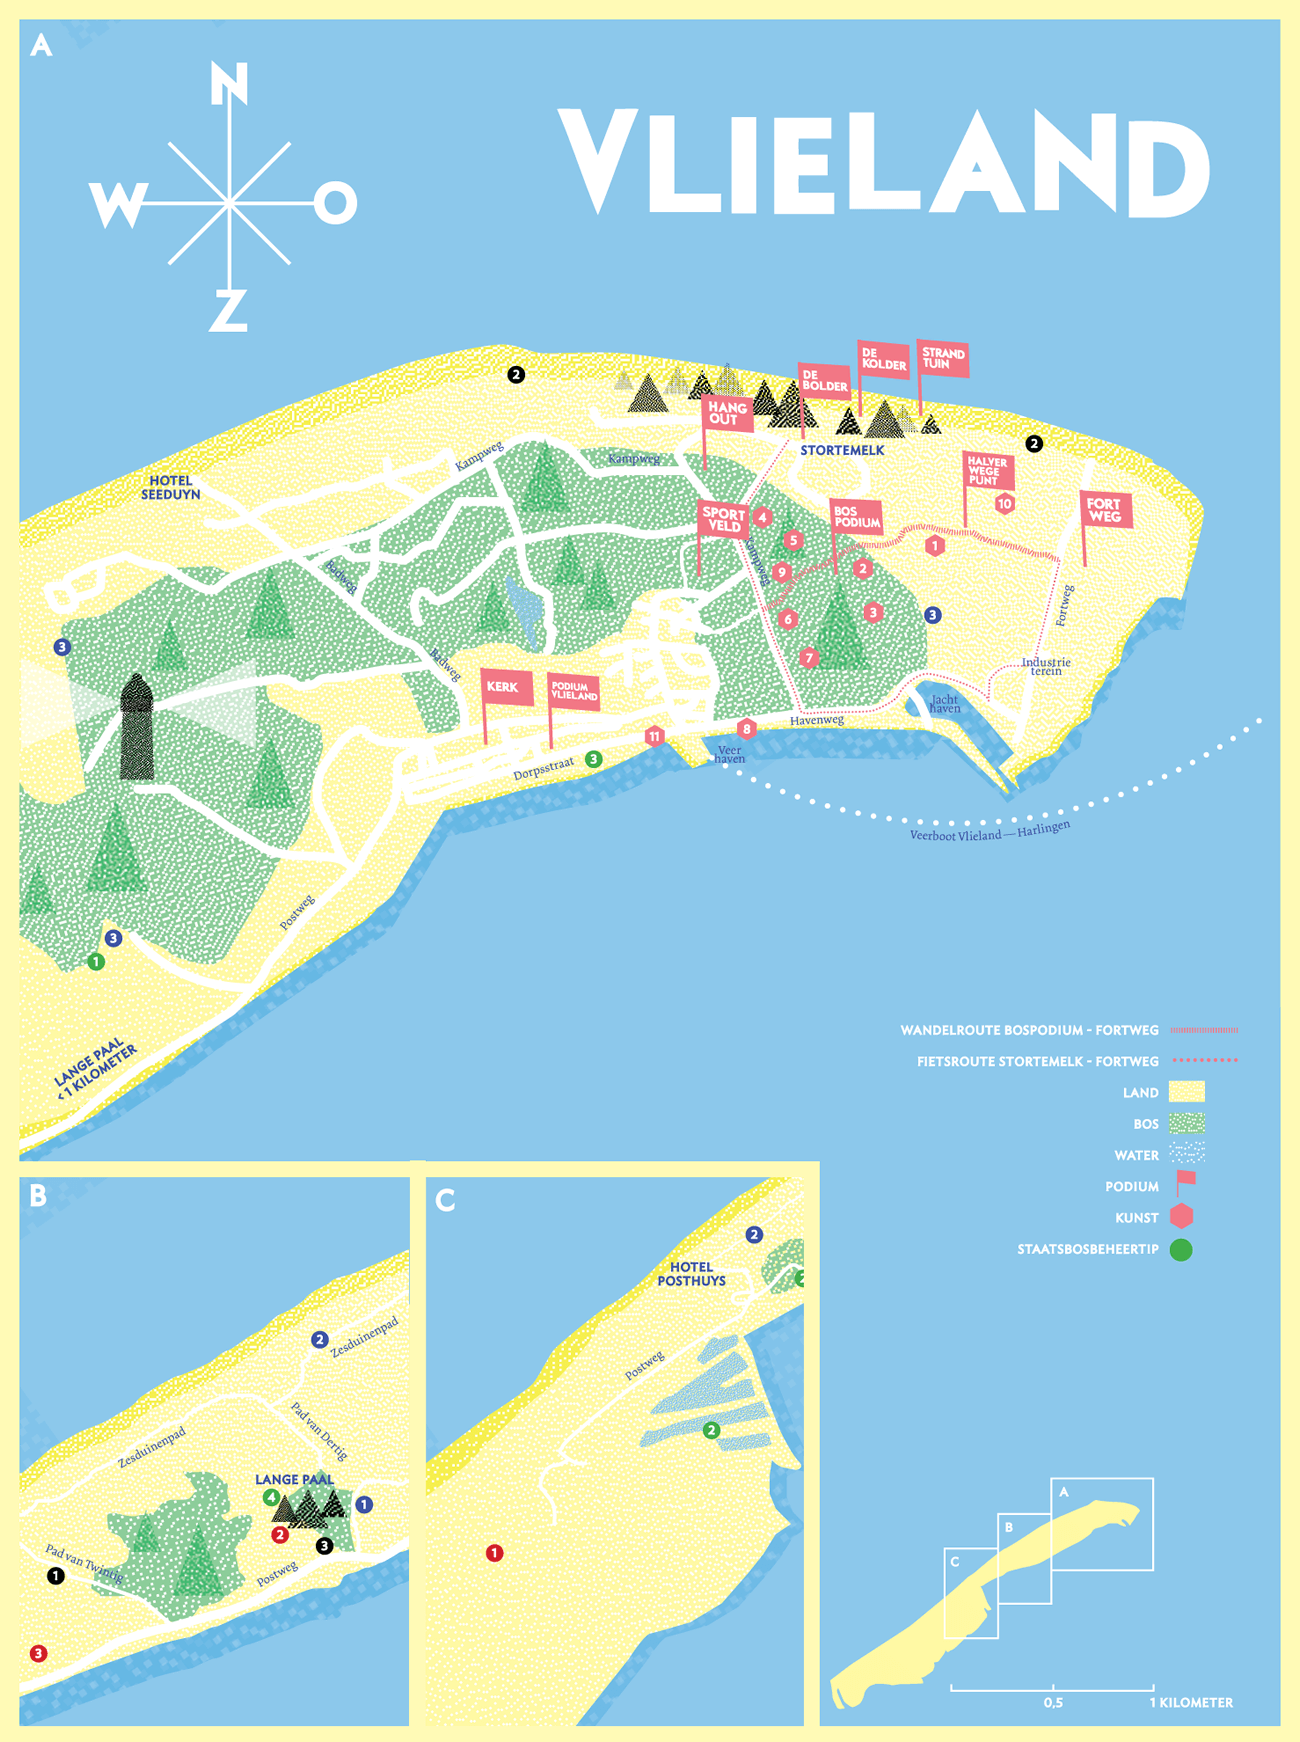 A
N
W
O
Z
VLIELAND
DE
KOLDER
STRAND
TUIN
DE
BOLDER
2
HANG
OUT
2
STORTEMELK
HALVER
WEGE
PUNT
10
FORT
WEG
Kampweg
Kampweg
HOTEL
SEEDUYN
SPORT
VELD
4
BOS
PODIUM
5
1
Kampweg
9
2
Badweg
3
6
3
Fortweg
3
7
Badweg
Industrie
terein
KERK
PODIUM
VLIELAND
Jacht
haven
Havenweg
8
11
Veer
haven
3
Dorpsstraat
Veerboot Vlieland — Harlingen
Postweg
3
1
LANGE PAAL
< 1 KILOMETER
WANDELROUTE BOSPODIUM - FORTWEG
FIETSROUTE STORTEMELK - FORTWEG
LAND
BOS
WATER
PODIUM
KUNST
STAATSBOSBEHEERTIP
B
2
Zesduinenpad
Zesduinenpad
Pad van Dertig
LANGE PAAL
4
1
2
3
Pad van Twintig
1
Postweg
3
C
2
HOTEL
POSTHUYS
2
Postweg
2
1
A
B
C
0,5
1 KILOMETER